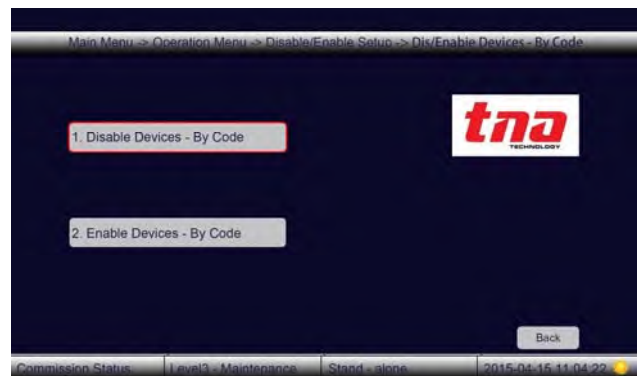 Main Menu -> Operation Menu -> Disable/Enable Setup -> Dis/Enable Devices - By Code
1. Disable Devices - By Code
tna
TECHNOLOGY
2. Enable Devices - By Code
Back
Commission Status Level3 - Maintenance Stand - alone 2015-04-15 11:04:22